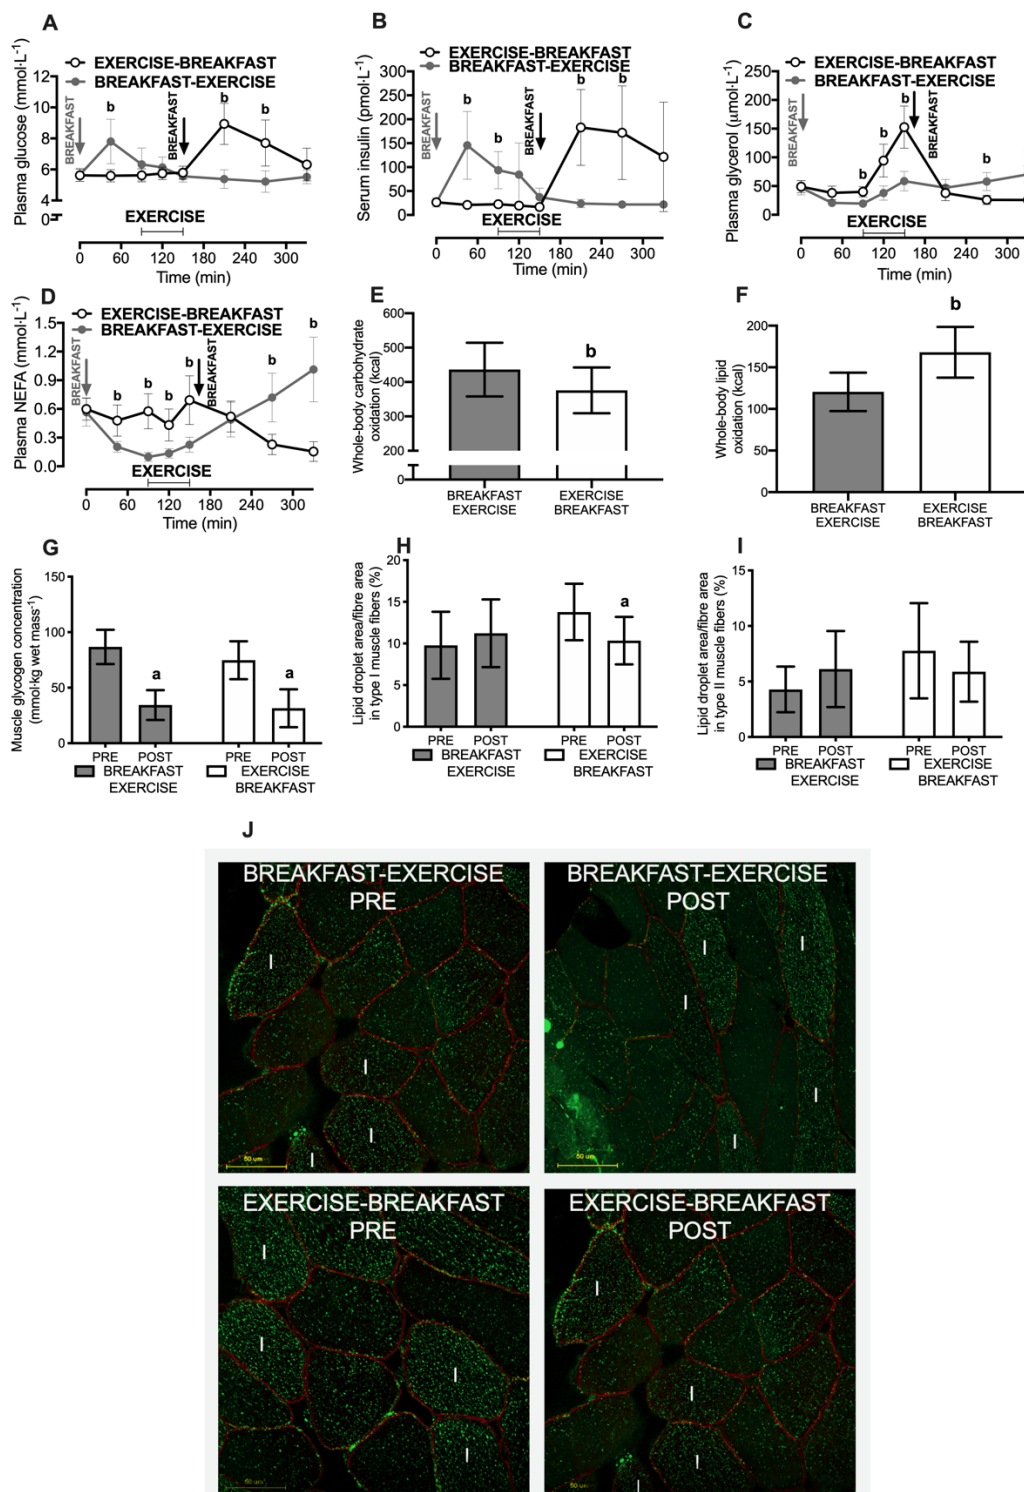 A
EXERCISE-BREAKFAST
BREAKFAST-EXERCISE
Plasma glucose (mmol·L⁻¹)
12
10
8
6
4
0
BREAKFAST
b
b
b
b
BREAKFAST
EXERCISE
0
60
120
180
240
300
Time (min)
B
EXERCISE-BREAKFAST
BREAKFAST-EXERCISE
Serum insulin (pmol·L⁻¹)
300
250
200
150
100
50
0
BREAKFAST
b
b
b
b
BREAKFAST
EXERCISE
0
60
120
180
240
300
Time (min)
C
EXERCISE-BREAKFAST
BREAKFAST-EXERCISE
Plasma glycerol (μmol·L⁻¹)
250
200
150
100
50
0
BREAKFAST
b
b
b
b
BREAKFAST
EXERCISE
0
60
120
180
240
300
Time (min)
D
EXERCISE-BREAKFAST
BREAKFAST-EXERCISE
Plasma NEFA (mmol·L⁻¹)
1.5
1.2
0.9
0.6
0.3
0.0
BREAKFAST
b
b
b
b
b
b
BREAKFAST
EXERCISE
0
60
120
180
240
300
Time (min)
E
Whole-body carbohydrate
oxidation (kcal)
600
500
400
300
200
0
b
BREAKFAST
EXERCISE
EXERCISE
BREAKFAST
F
Whole-body lipid
oxidation (kcal)
200
150
100
50
0
b
BREAKFAST
EXERCISE
EXERCISE
BREAKFAST
G
Muscle glycogen concentration
(mmol·kg wet mass⁻¹)
150
100
50
0
a
a
PRE
POST
PRE
POST
BREAKFAST
EXERCISE
EXERCISE
BREAKFAST
H
Lipid droplet area/fibre area
in type I muscle fibers (%)
20
15
10
5
0
a
PRE
POST
PRE
POST
BREAKFAST
EXERCISE
EXERCISE
BREAKFAST
I
Lipid droplet area/fibre area
in type II muscle fibers (%)
15
10
5
0
PRE
POST
PRE
POST
BREAKFAST
EXERCISE
EXERCISE
BREAKFAST
J
BREAKFAST-EXERCISE
PRE
I
I
I
I
50 um
BREAKFAST-EXERCISE
POST
I
I
I
I
I
50 um
EXERCISE-BREAKFAST
PRE
I
I
I
I
50 um
EXERCISE-BREAKFAST
POST
I
I
I
I
50 um